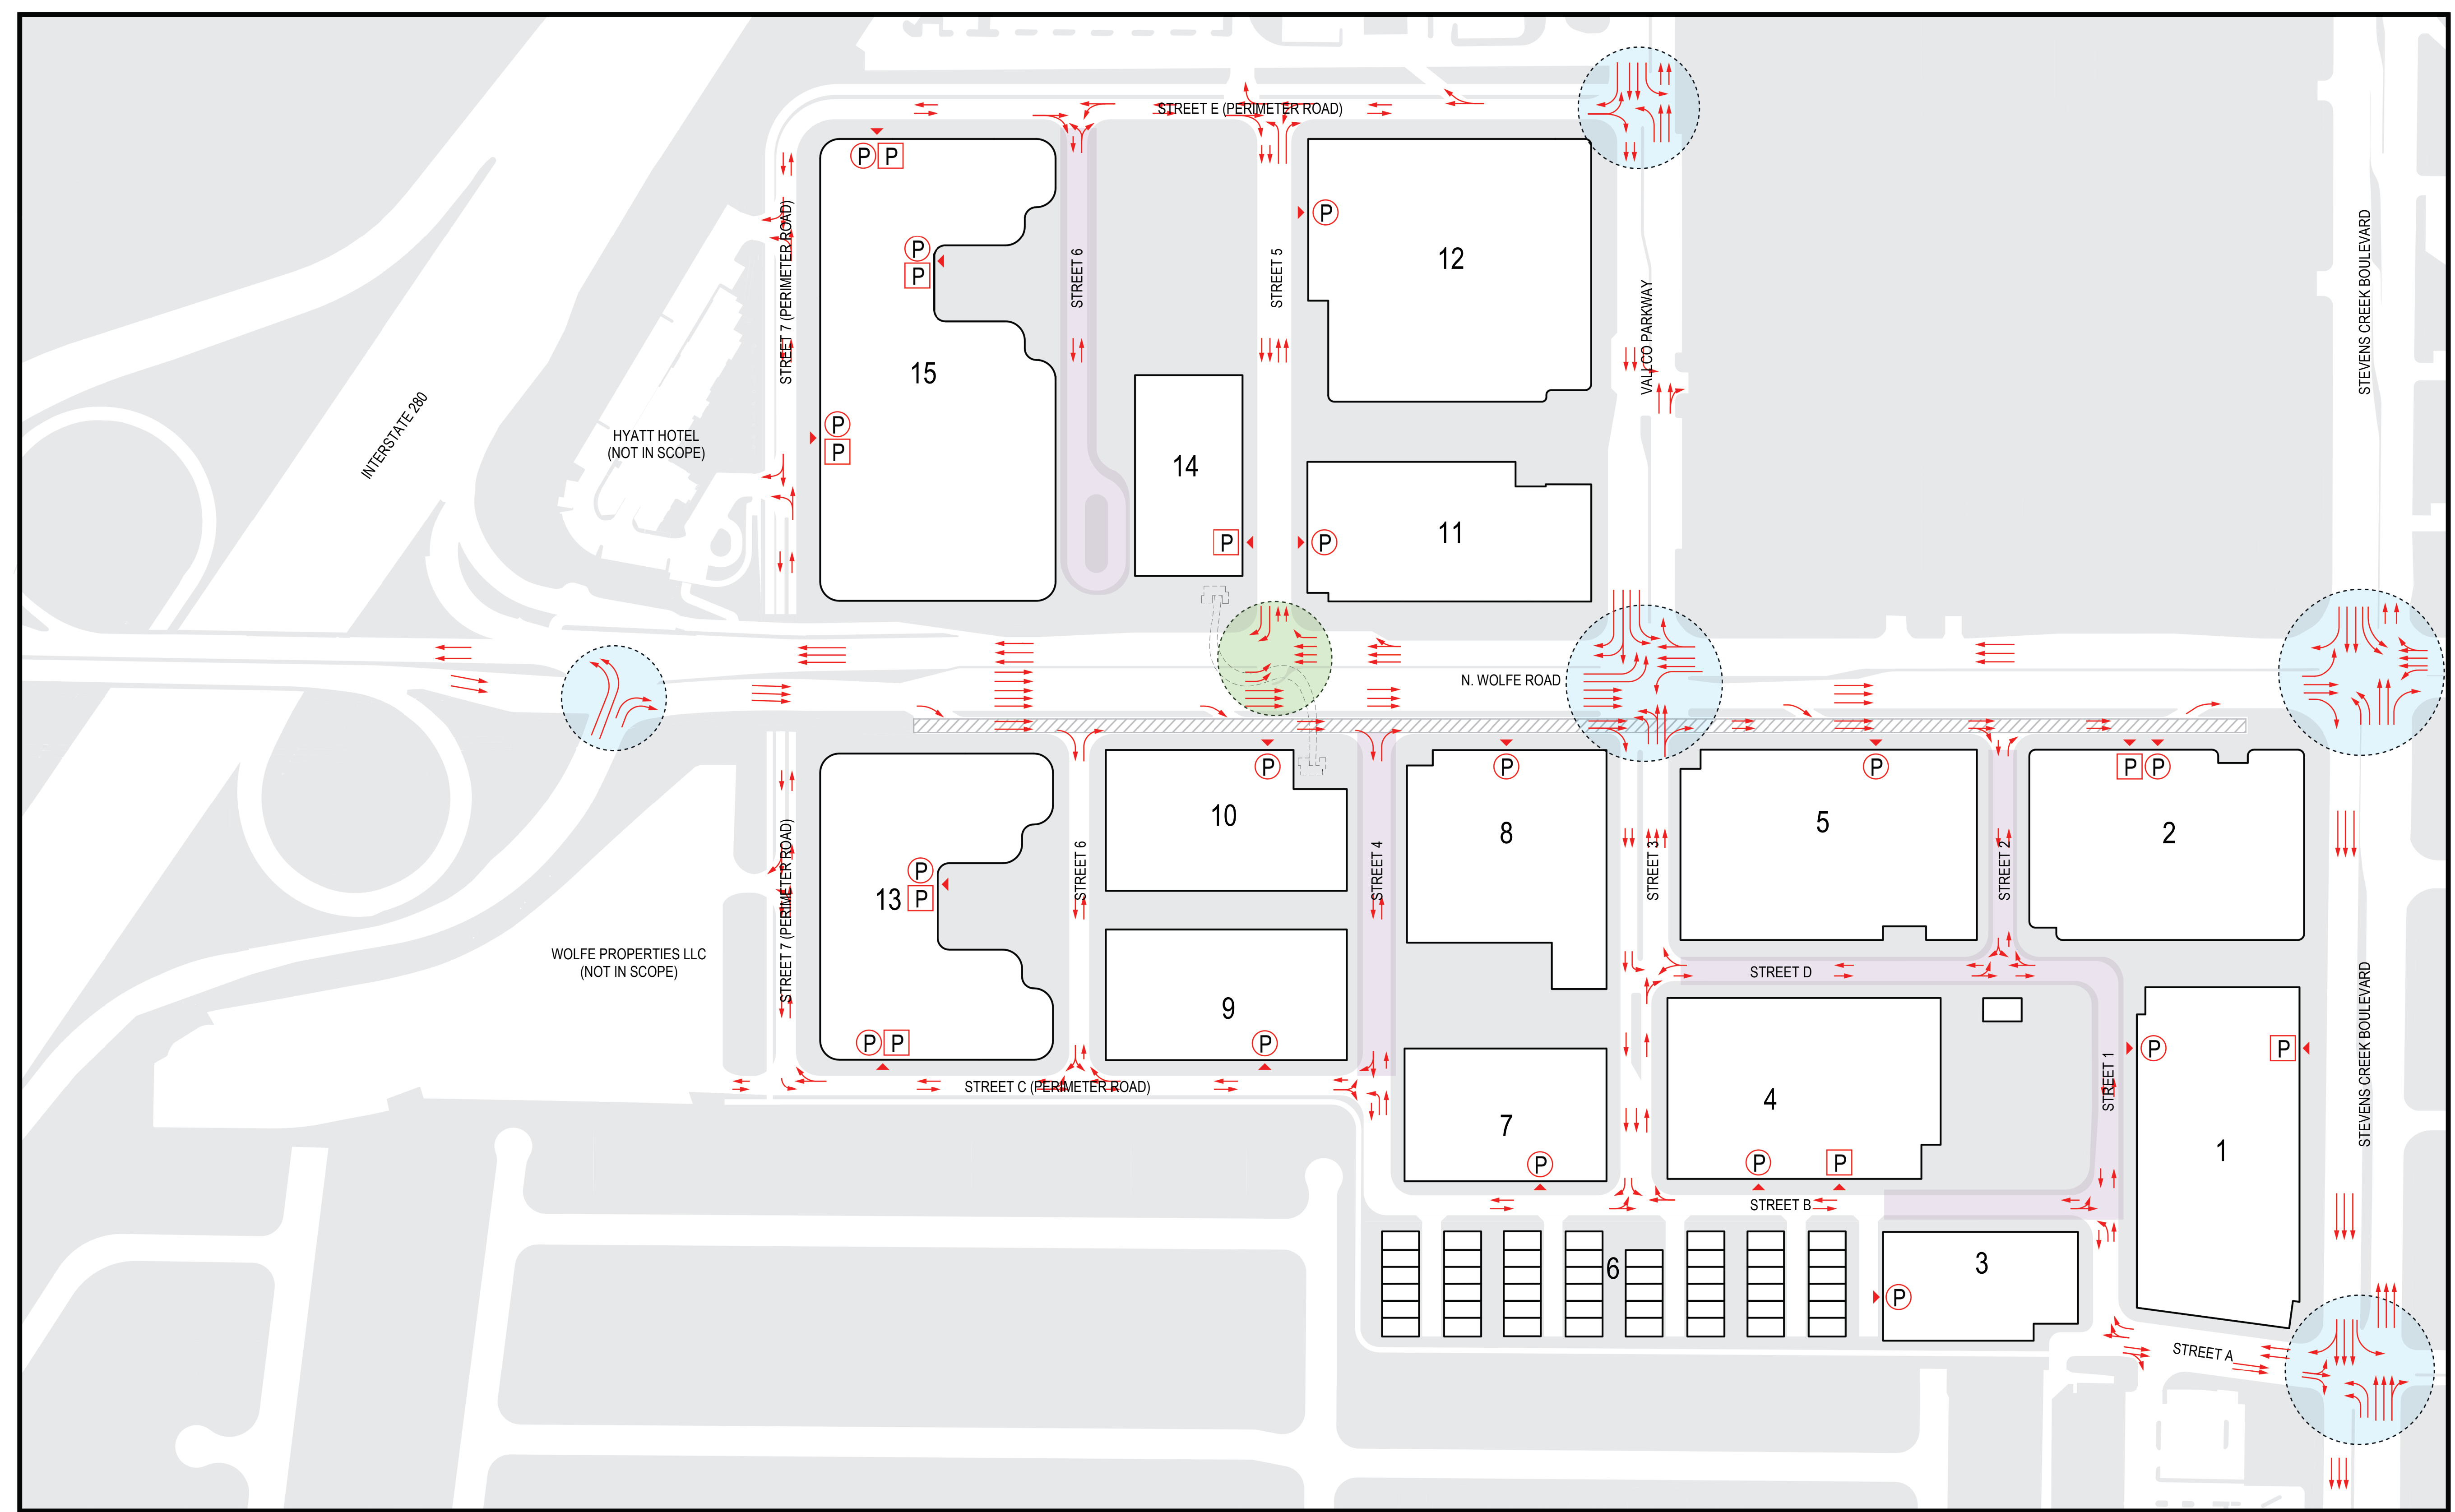 STREET E (PERIMETER ROAD)
P P
P
P
STREET 7 (PERIMETER ROAD)
STREET 6
STREET 5
P
12
VALLCO PARKWAY
STEVENS CREEK BOULEVARD
15
INTERSTATE 280
HYATT HOTEL
(NOT IN SCOPE)
P
P
14
11
P
P
N. WOLFE ROAD
P
P
P
P P
10
8
5
2
STREET 7 (PERIMETER ROAD)
13
P
P
STREET 6
STREET 4
STREET 3
STREET 2
WOLFE PROPERTIES LLC
(NOT IN SCOPE)
STREET D
9
P P
P
P
P
STREET C (PERIMETER ROAD)
STREET 1
STEVENS CREEK BOULEVARD
7
4
1
P
P
P
STREET B
6
3
P
STREET A